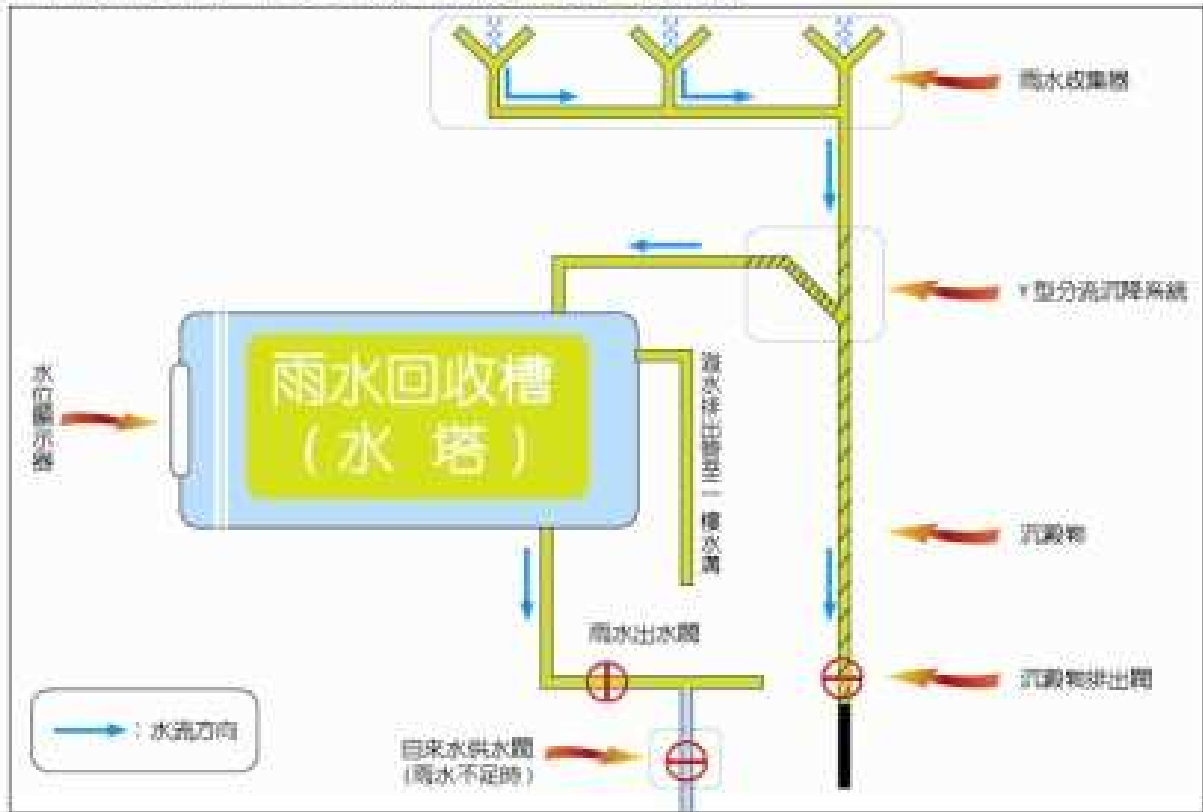 雨水收集器
Y型分流沉降系統
雨水回收槽
(水塔)
水位顯示器
溢水排出管至一樓水溝
沉澱物
雨水出水閥
沉澱物排出閥
自來水供水閥
(雨水不足時)
:水流方向